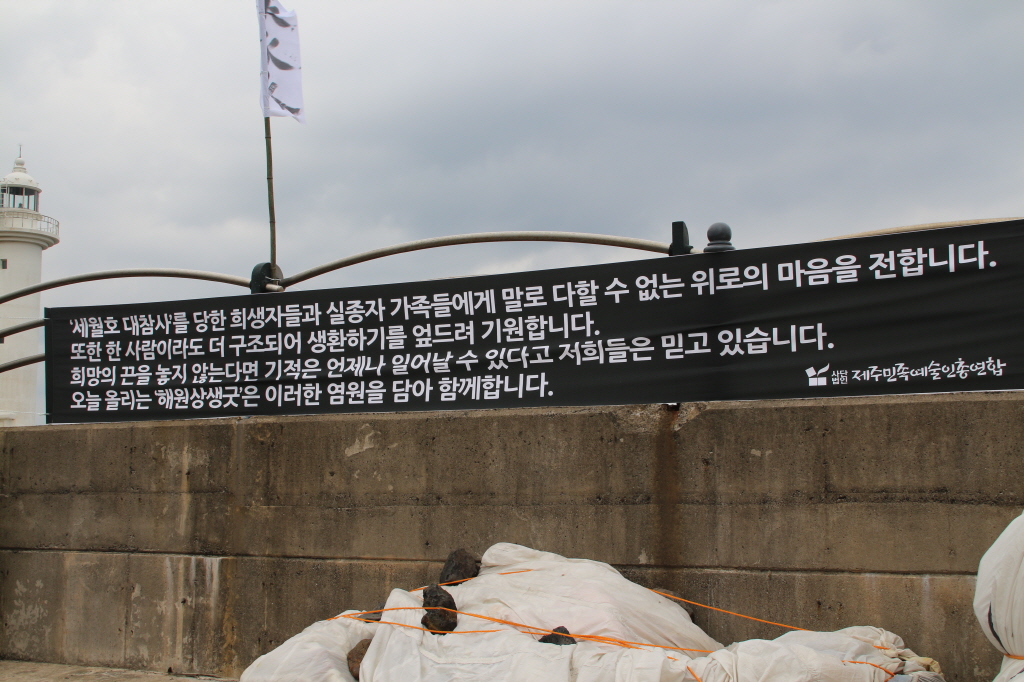 '세월호 대참사'를 당한 희생자들과 실종자 가족들에게 말로 다할 수 없는 위로의 마음을 전합니다.
또한 한 사람이라도 더 구조되어 생환하기를 엎드려 기원합니다.
희망의 끈을 놓지 않는다면 기적은 언제나 일어날 수 있다고 저희들은 믿고 있습니다.
오늘 올리는 '해원상생굿'은 이러한 염원을 담아 함께합니다.
사단법인 제주민족예술인총연합